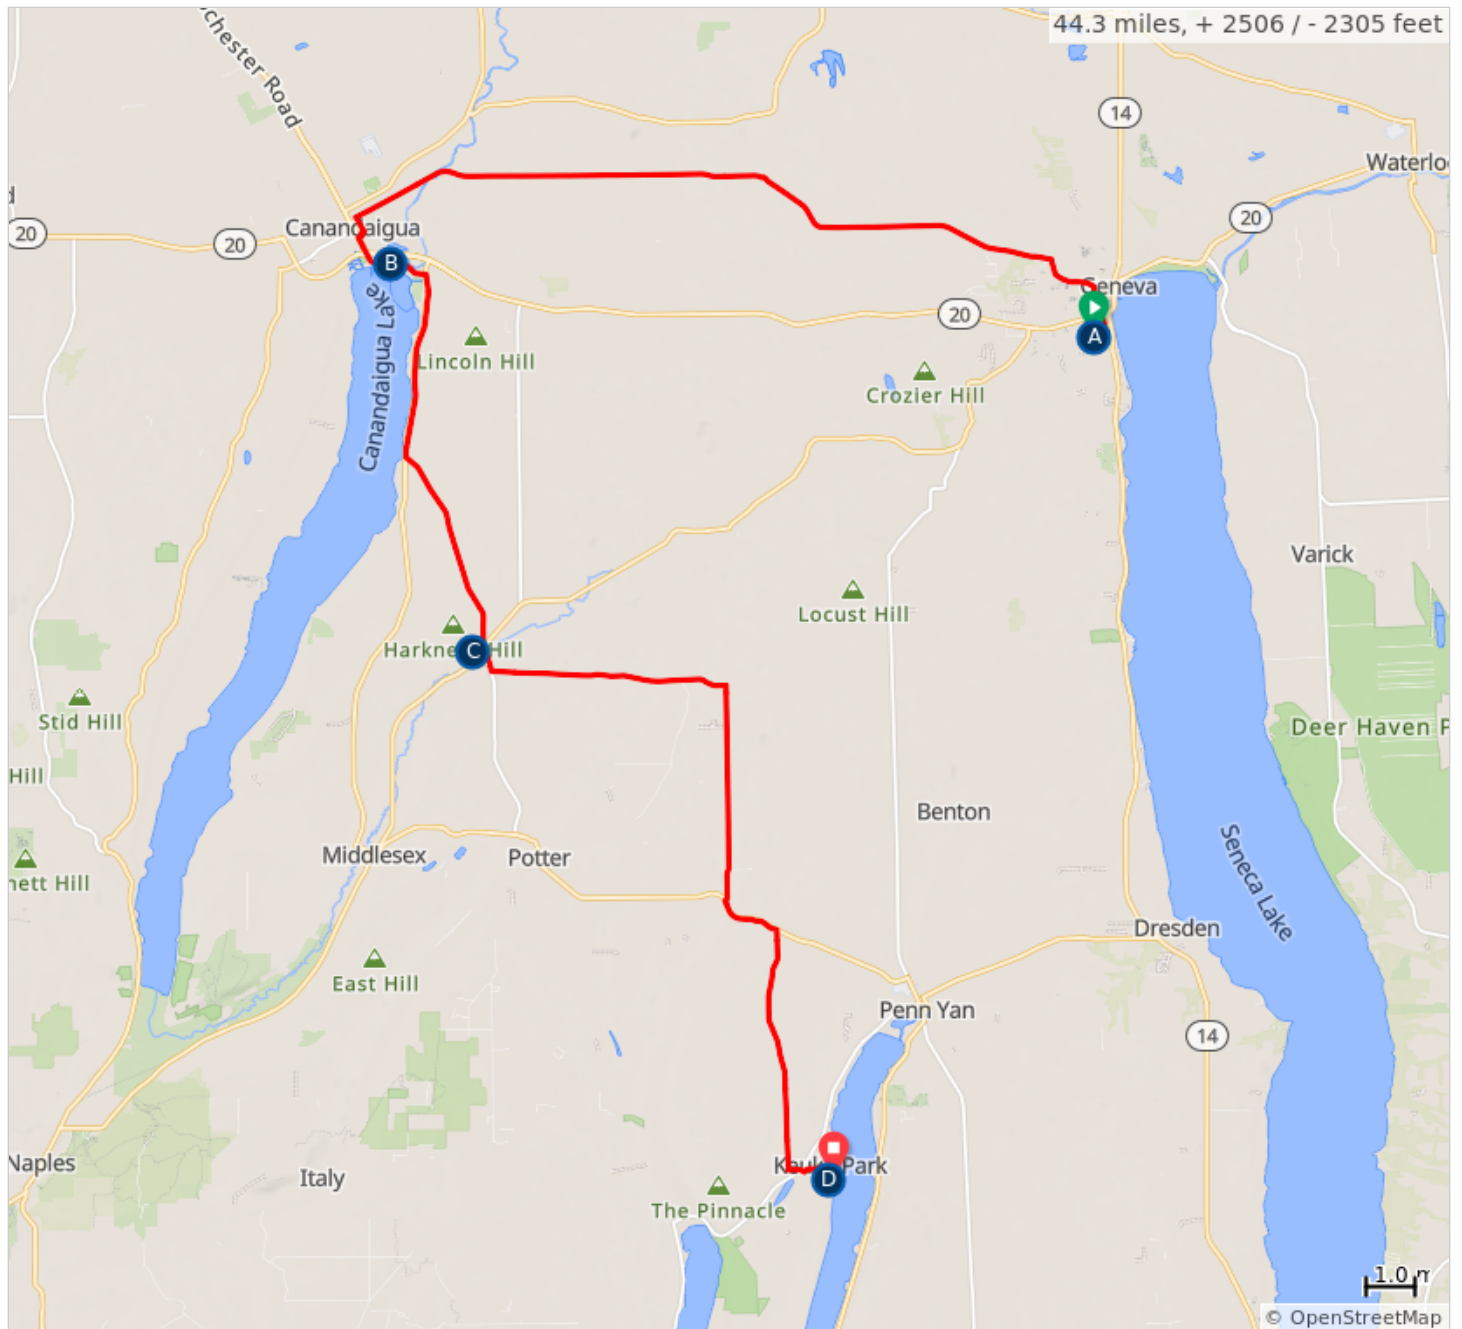 44.3 miles, + 2506 / - 2305 feet
chester Road
14
Waterlo
d
20
20
Canandaigua
20
B
Geneva
A
20
Canandaigua Lake
Lincoln Hill
Crozier Hill
Varick
Locust Hill
C
Hill
Stid Hill
Deer Haven P
Hill
Benton
Middlesex
Potter
nett Hill
Seneca Lake
Dresden
East Hill
Penn Yan
14
Naples
Park
Italy
D
The Pinnacle
1.0 m
© OpenStreetMap